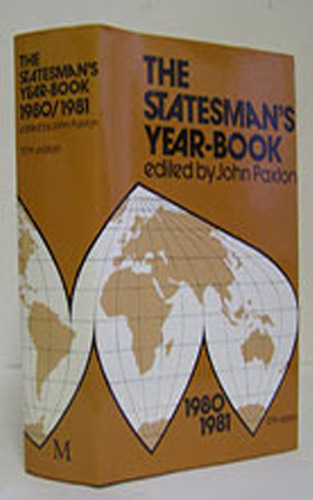 THE
STATESMAN'S
YEAR-BOOK
1980/1981
edited by John Paxton
M
THE
STATESMAN'S
YEAR-BOOK
edited by John Paxton
1980
1981